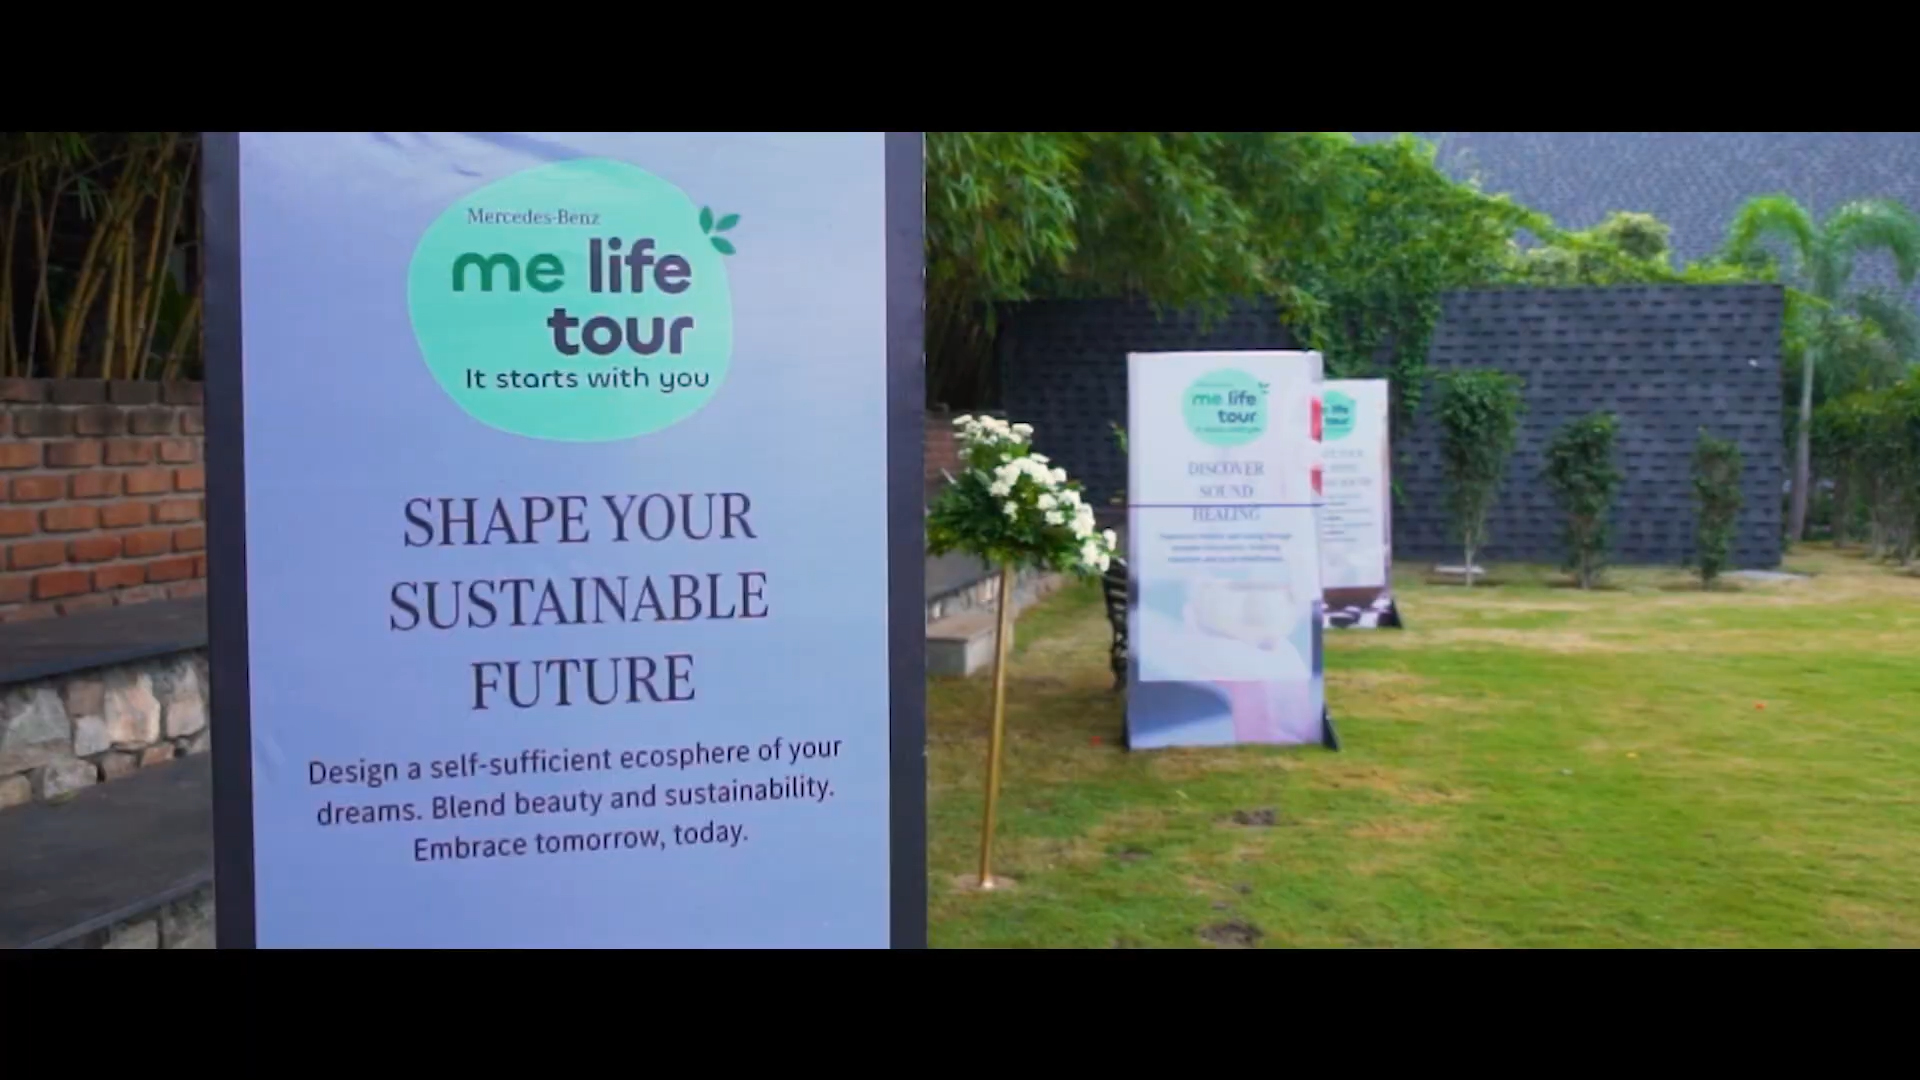 Mercedes-Benz
me life
tour
It starts with you
SHAPE YOUR
SUSTAINABLE
FUTURE
Design a self-sufficient ecosphere of your
dreams. Blend beauty and sustainability.
Embrace tomorrow, today.
me life
tour
DISCOVER
SOUND
HEALING